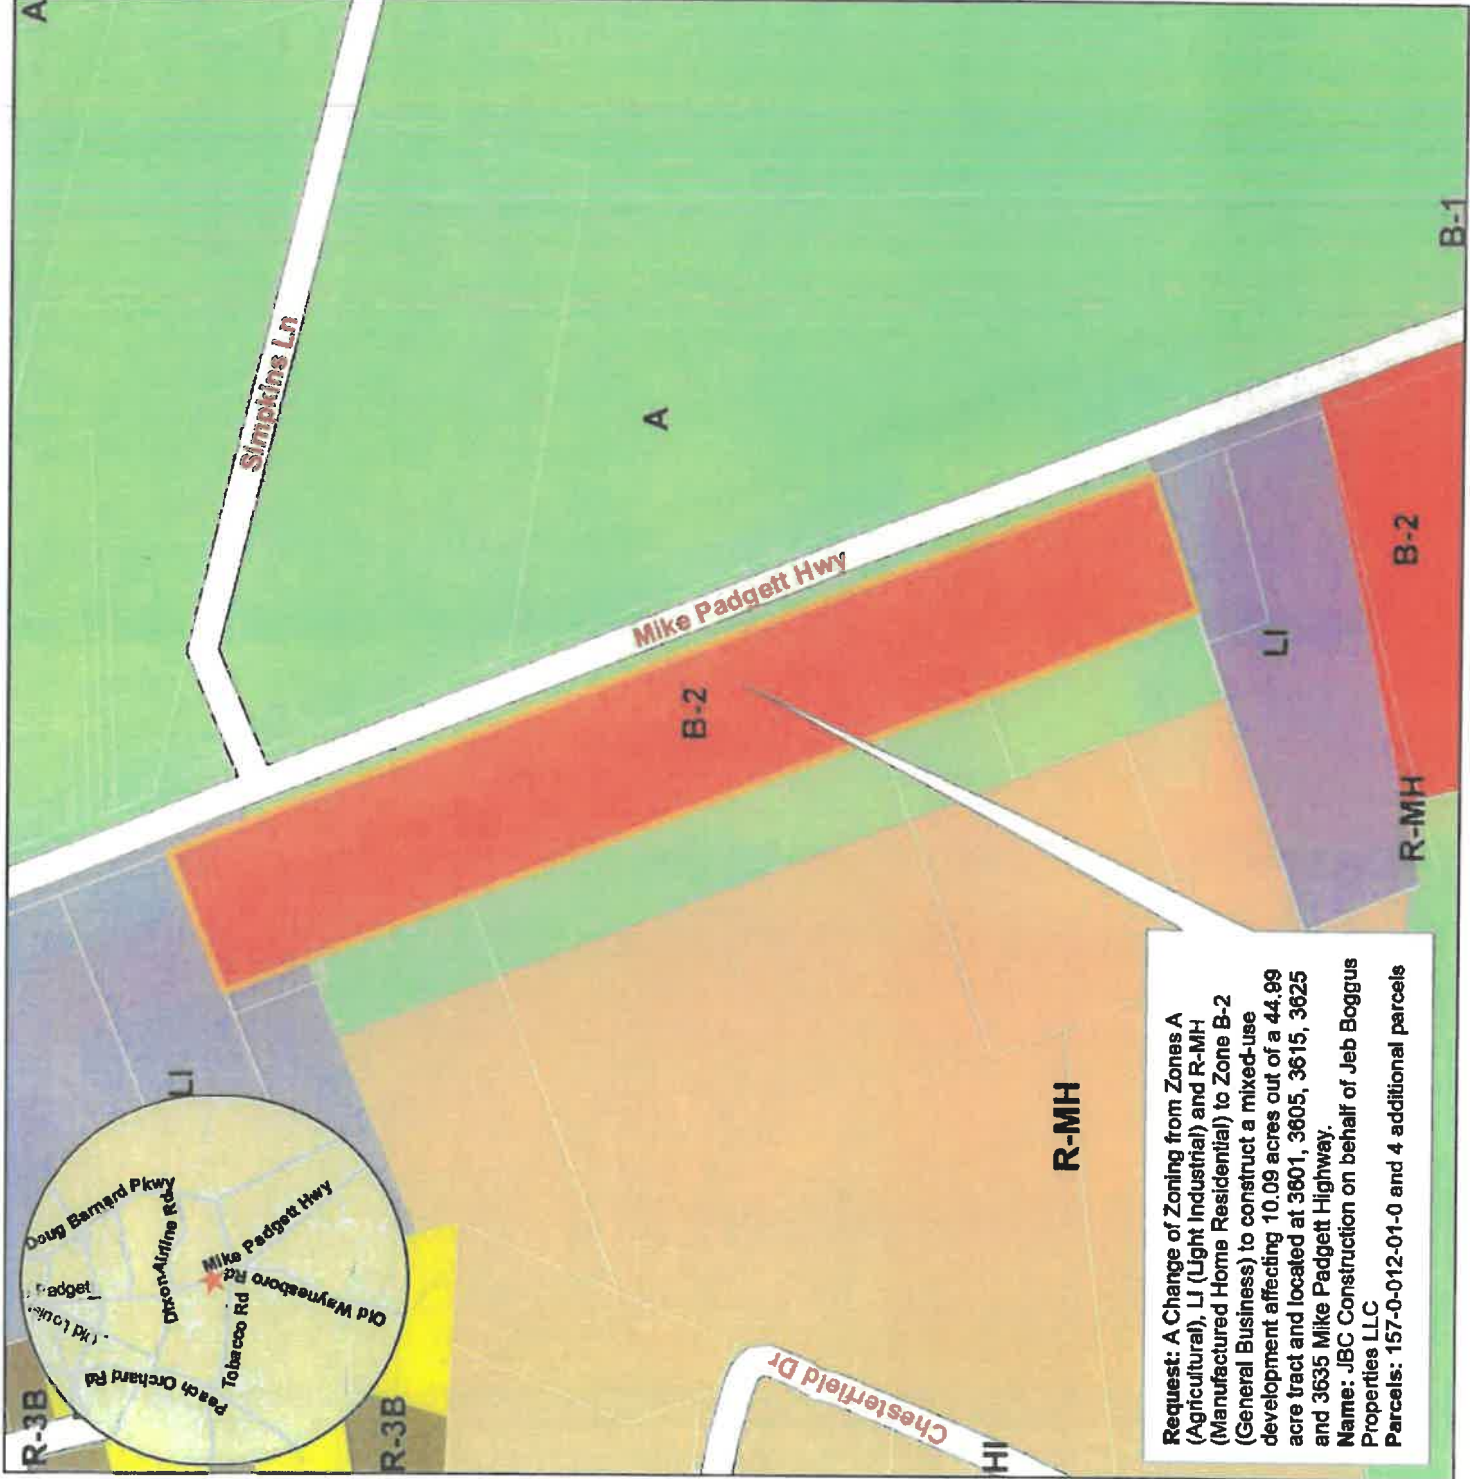 A
Simpkins Ln
A
Mike Padgett Hwy
B-2
B-1
B-2
LI
R-MH
LI
R-MH
R-3B
R-3B
HI
Chesterfield Dr
Doug Barnard Pkwy
Dixon Airline Rd
Mike Padgett Hwy
Old Waynesboro Rd
Tobacco Rd
Peach Orchard Rd
Request: A Change of Zoning from Zones A
(Agricultural), LI (Light Industrial) and R-MH
(Manufactured Home Residential) to Zone B-2
(General Business) to construct a mixed-use
development affecting 10.09 acres out of a 44.99
acre tract and located at 3601, 3605, 3615, 3625
and 3635 Mike Padgett Highway.
Name: JBC Construction on behalf of Jeb Boggus
Properties LLC
Parcels: 157-0-012-01-0 and 4 additional parcels